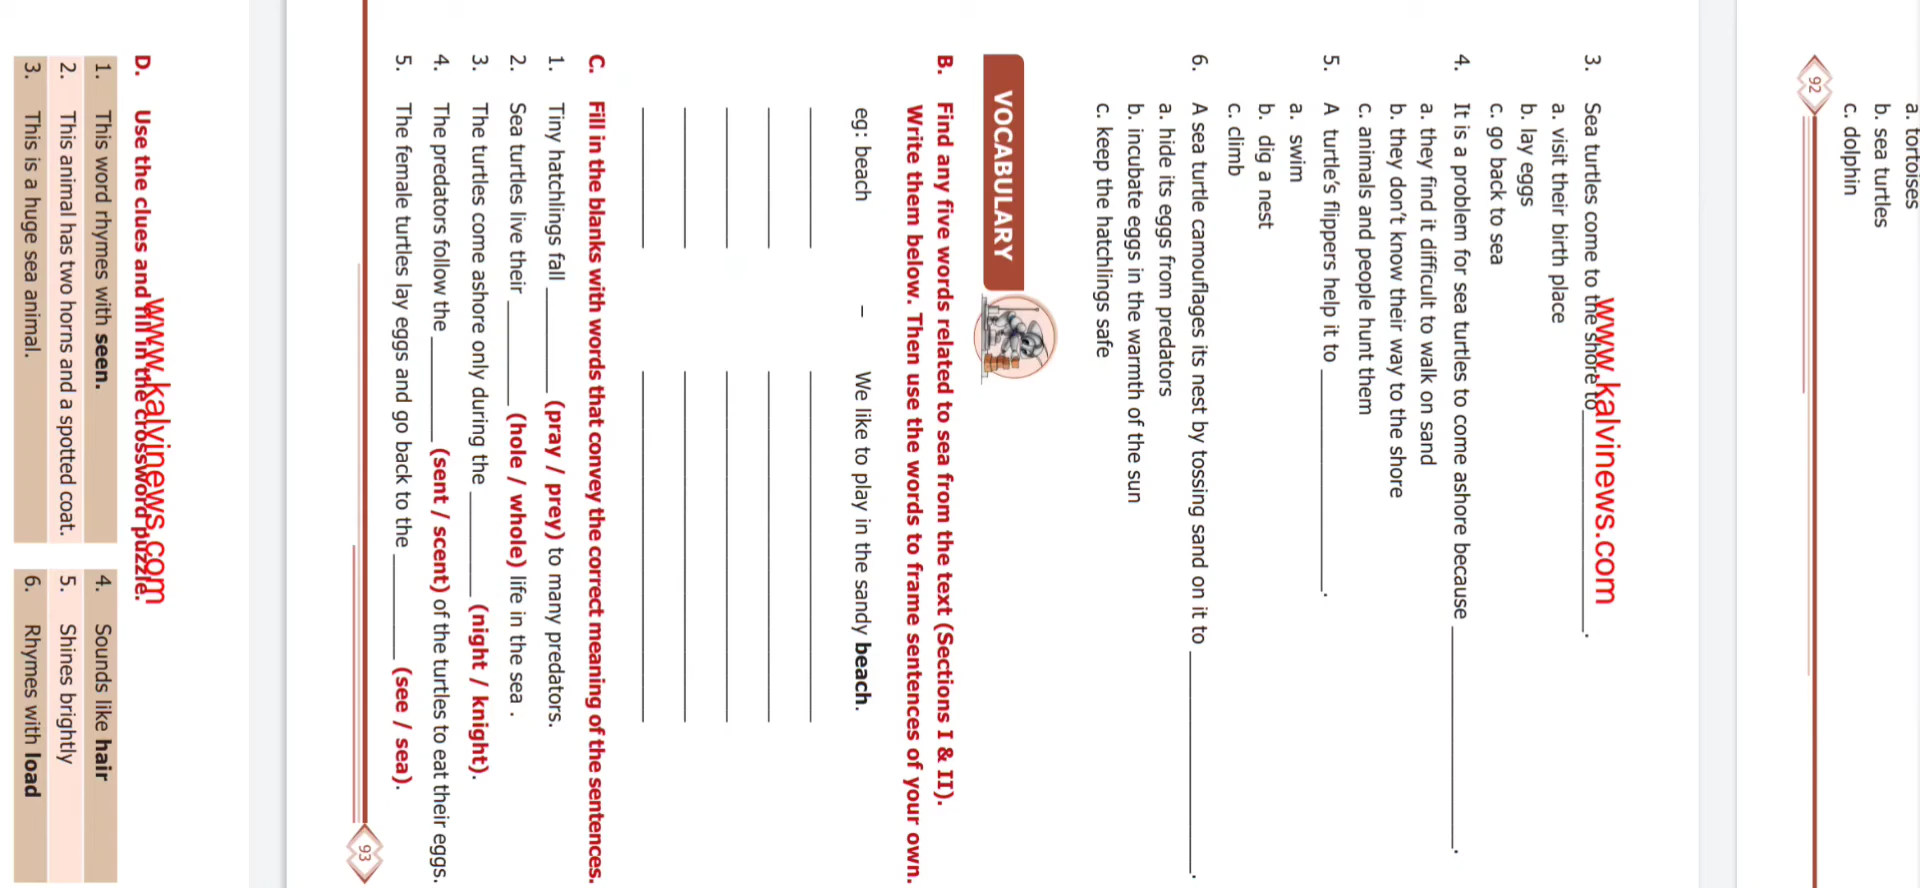 a. tortoises
b. sea turtles
c. dolphin
92
www.kalvinews.com
3. Sea turtles come to the shore to ____________.
a. visit their birth place
b. lay eggs
c. go back to sea
4. It is a problem for sea turtles to come ashore because ____________.
a. they find it difficult to walk on sand
b. they don't know their way to the shore
c. animals and people hunt them
5. A turtle's flippers help it to ____________.
a. swim
b. dig a nest
c. climb
6. A sea turtle camouflages its nest by tossing sand on it to ____________.
a. hide its eggs from predators
b. incubate eggs in the warmth of the sun
c. keep the hatchlings safe
VOCABULARY
B. Find any five words related to sea from the text (Sections I & II).
Write them below. Then use the words to frame sentences of your own.
eg: beach – We like to play in the sandy beach.
C. Fill in the blanks with words that convey the correct meaning of the sentences.
1. Tiny hatchlings fall ________ (pray / prey) to many predators.
2. Sea turtles live their ________ (hole / whole) life in the sea .
3. The turtles come ashore only during the ________ (night / knight).
4. The predators follow the ________ (sent / scent) of the turtles to eat their eggs.
5. The female turtles lay eggs and go back to the ________ (see / sea).
93
www.kalvinews.com
D. Use the clues and fill in the crossword puzzle.
1. This word rhymes with seen.
2. This animal has two horns and a spotted coat.
3. This is a huge sea animal.
4. Sounds like hair
5. Shines brightly
6. Rhymes with load